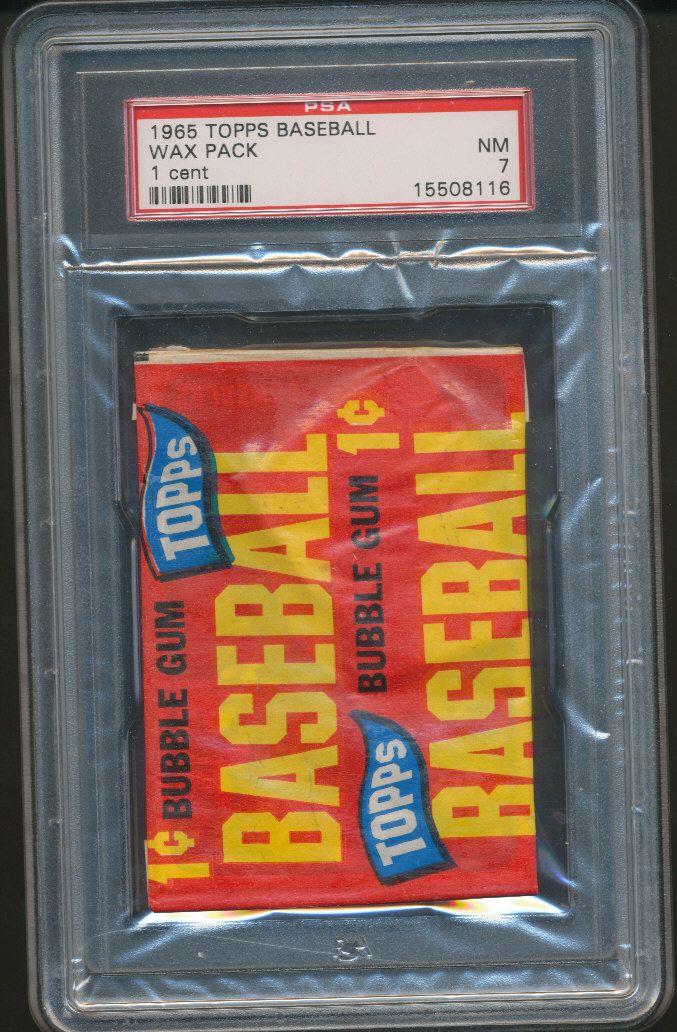 PSA
1965 TOPPS BASEBALL
WAX PACK
NM
1 cent
7
15508116
TOPPS
1¢ BUBBLE GUM
BASEBALL
TOPPS
BUBBLE GUM 1¢
BASEBALL
PSA